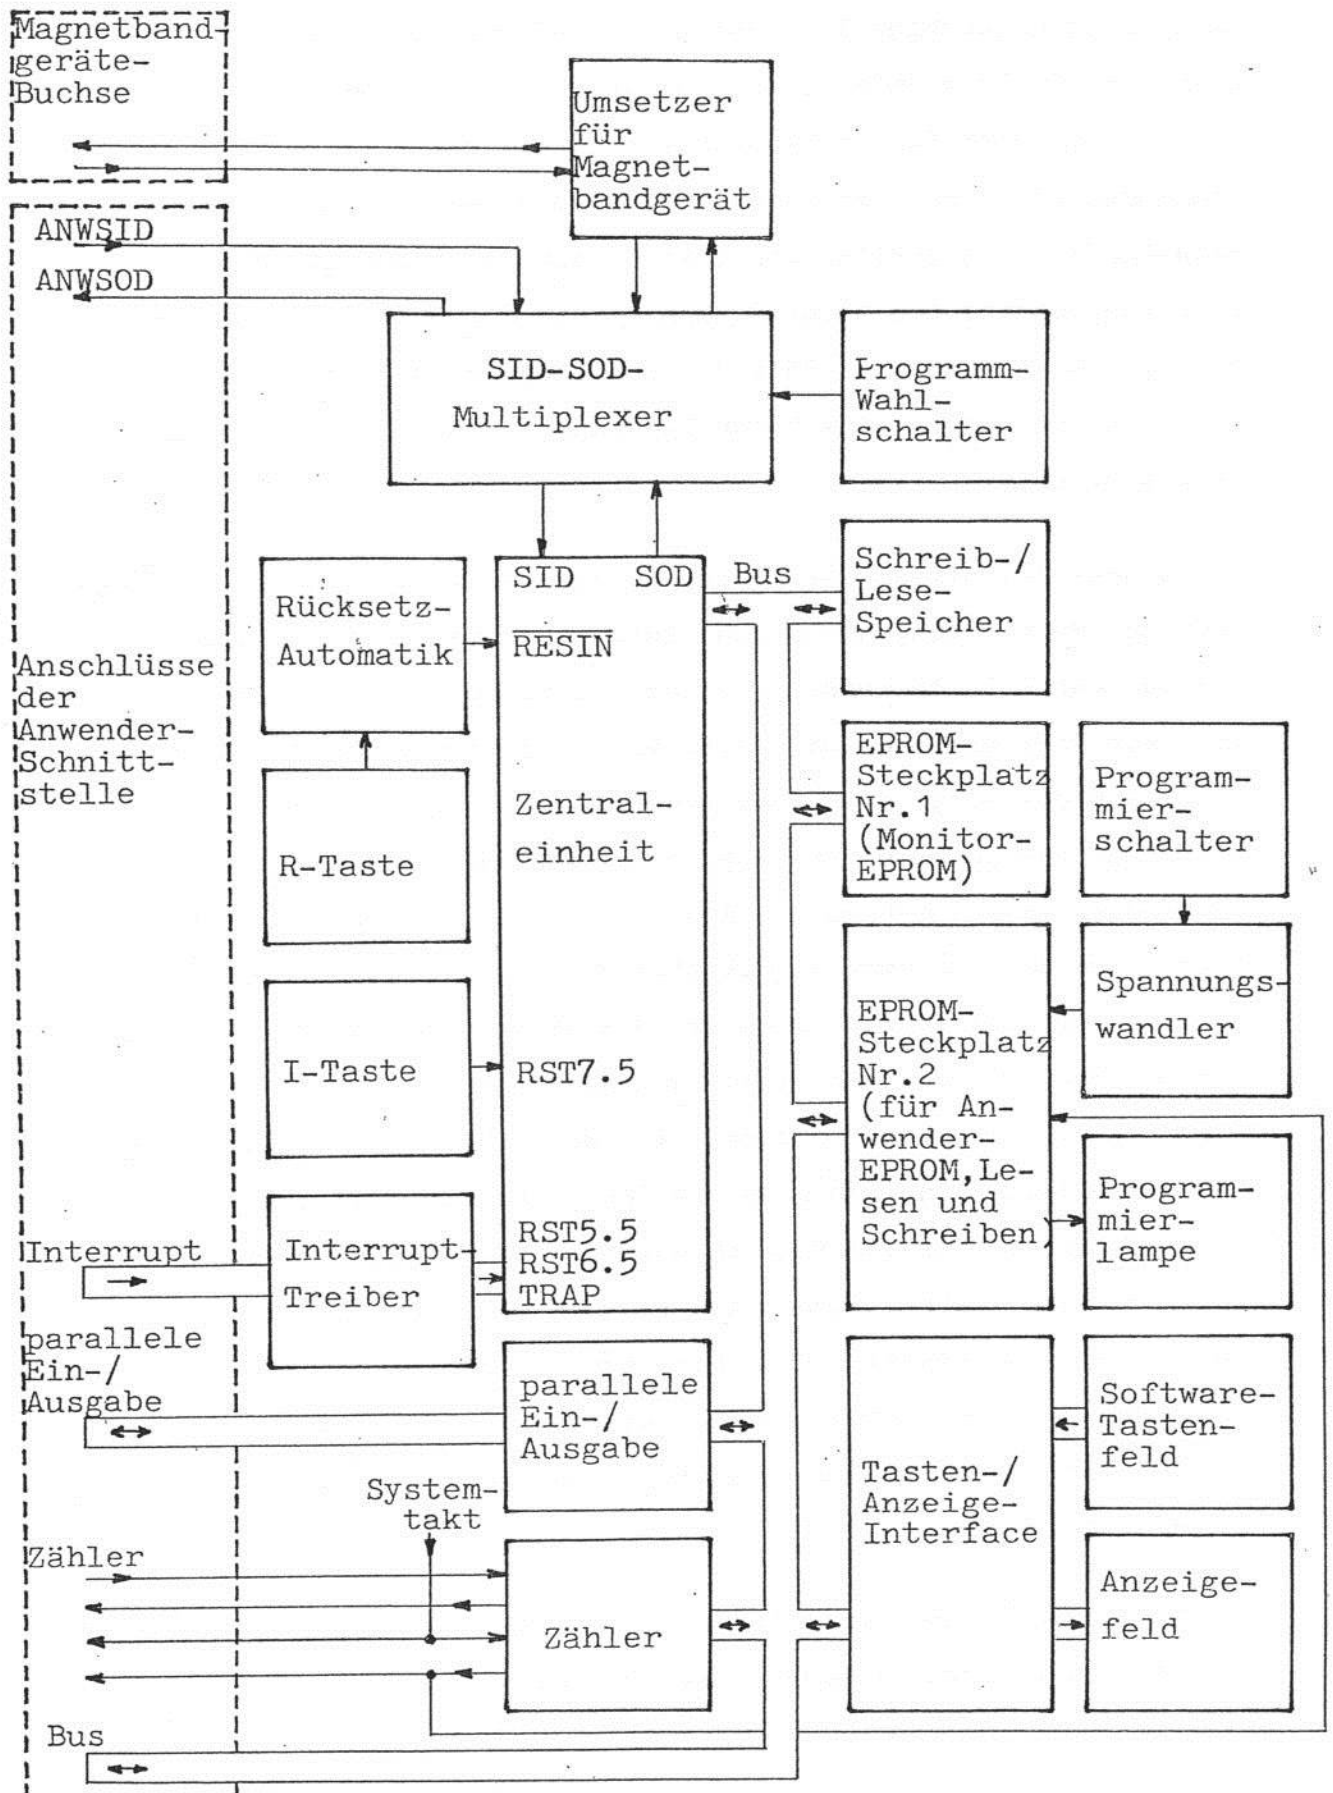 Magnetband-
geräte-
Buchse
Umsetzer
für
Magnet-
bandgerät
ANWSID
ANWSOD
SID-SOD-
Multiplexer
Programm-
Wahl-
schalter
Anschlüsse
der
Anwender-
Schnitt-
stelle
Rücksetz-
Automatik
SID SOD
RESIN
Bus
Schreib-/
Lese-
Speicher
R-Taste
Zentral-
einheit
EPROM-
Steckplatz
Nr.1
(Monitor-
EPROM)
Program-
mier-
schalter
I-Taste
RST7.5
EPROM-
Steckplatz
Nr.2
(für An-
wender-
EPROM,Le-
sen und
Schreiben)
Spannungs-
wandler
Program-
mier-
lampe
Interrupt
Interrupt-
Treiber
RST5.5
RST6.5
TRAP
parallele
Ein-/
Ausgabe
parallele
Ein-/
Ausgabe
Tasten-/
Anzeige-
Interface
Software-
Tasten-
feld
System-
takt
Zähler
Zähler
Anzeige-
feld
Bus